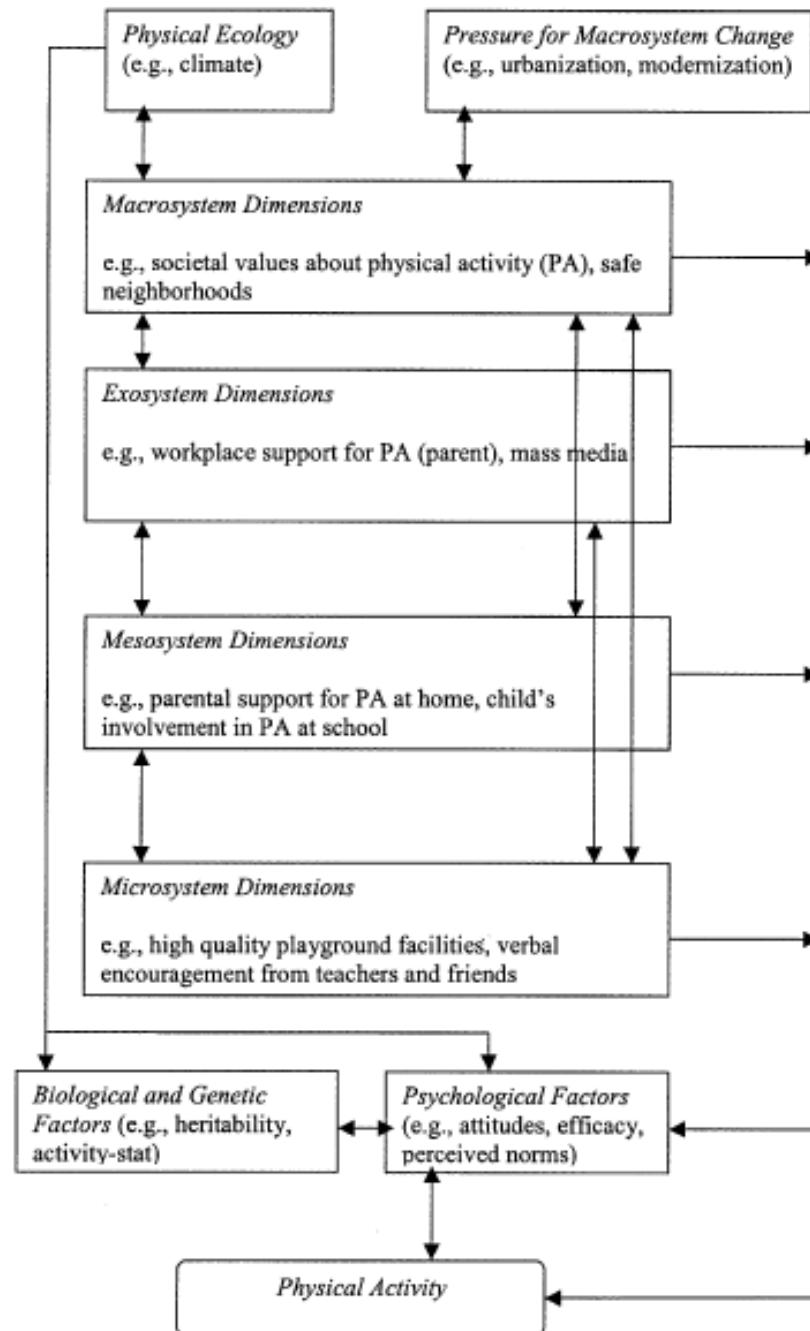 Physical Ecology
(e.g., climate)
Pressure for Macrosystem Change
(e.g., urbanization, modernization)
Macrosystem Dimensions
e.g., societal values about physical activity (PA), safe
neighborhoods
Exosystem Dimensions
e.g., workplace support for PA (parent), mass media
Mesosystem Dimensions
e.g., parental support for PA at home, child's
involvement in PA at school
Microsystem Dimensions
e.g., high quality playground facilities, verbal
encouragement from teachers and friends
Biological and Genetic
Factors (e.g., heritability,
activity-stat)
Psychological Factors
(e.g., attitudes, efficacy,
perceived norms)
Physical Activity